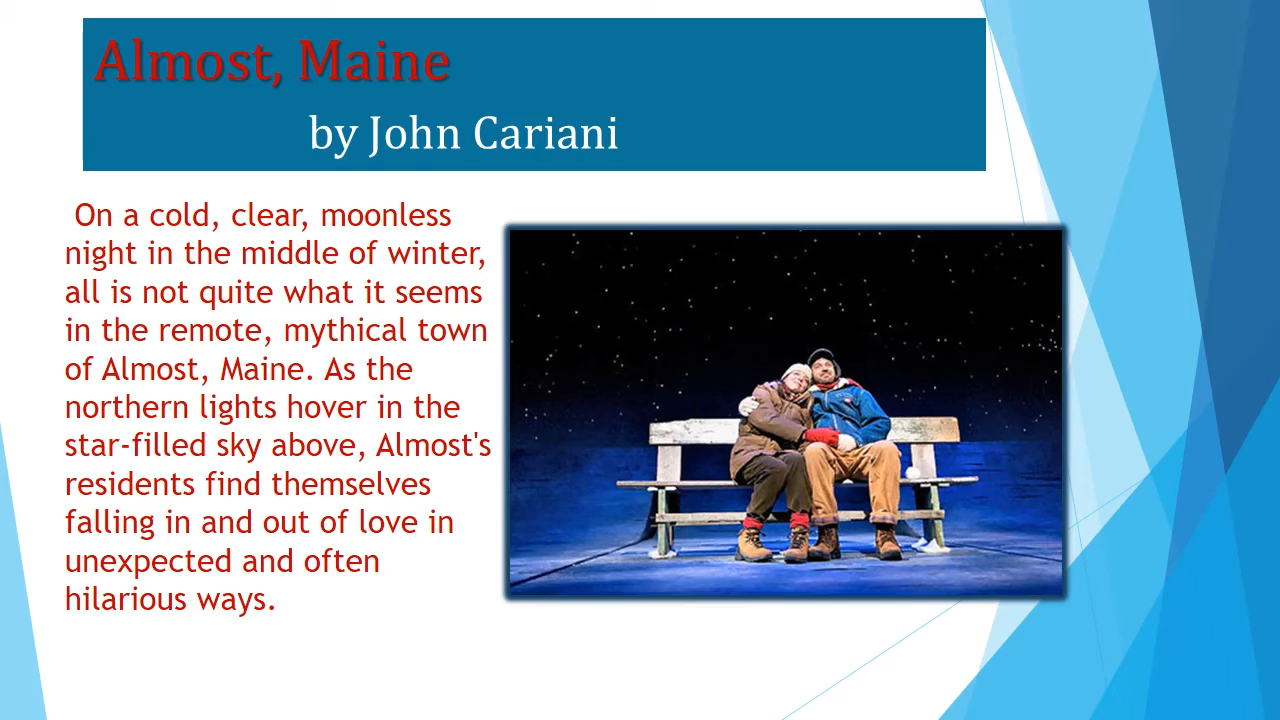 Almost, Maine
by John Cariani
On a cold, clear, moonless
night in the middle of winter,
all is not quite what it seems
in the remote, mythical town
of Almost, Maine. As the
northern lights hover in the
star-filled sky above, Almost's
residents find themselves
falling in and out of love in
unexpected and often
hilarious ways.